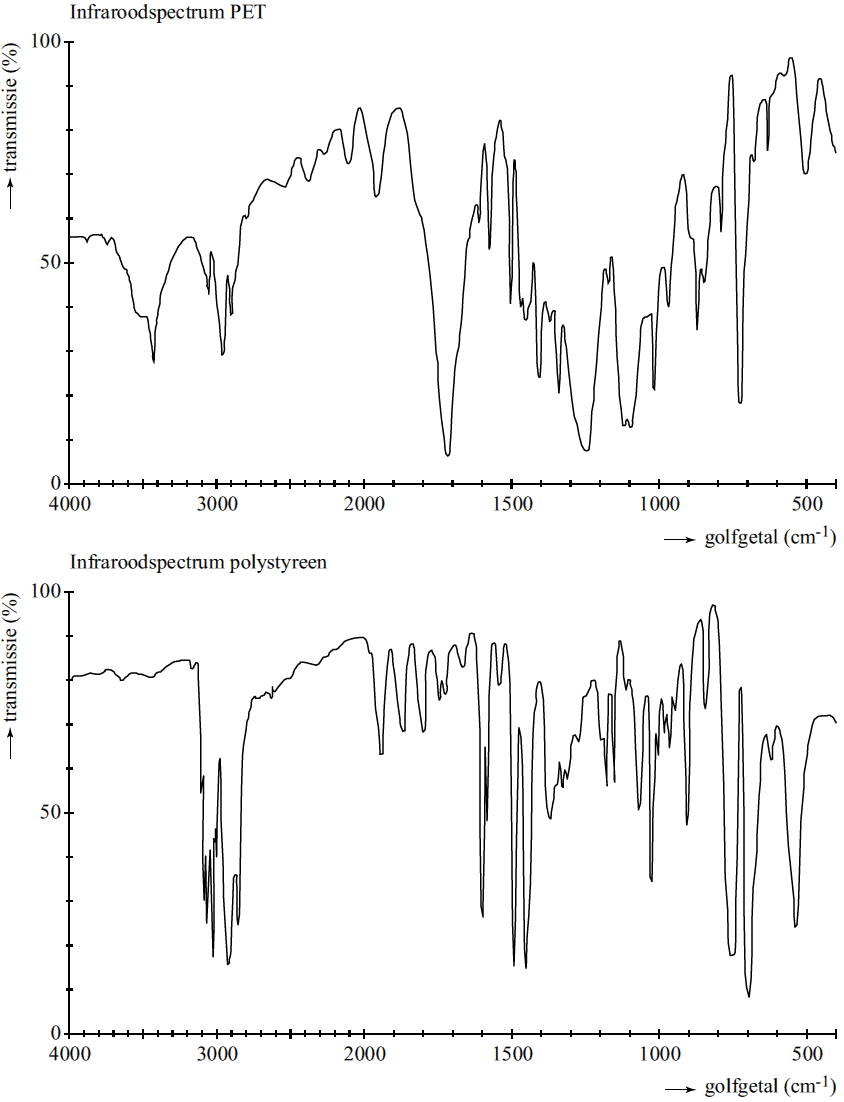 Infraroodspectrum PET
transmissie (%)
100
50
0
4000 3000 2000 1500 1000 500
golfgetal (cm-1)
Infraroodspectrum polystyreen
transmissie (%)
100
50
0
4000 3000 2000 1500 1000 500
golfgetal (cm-1)